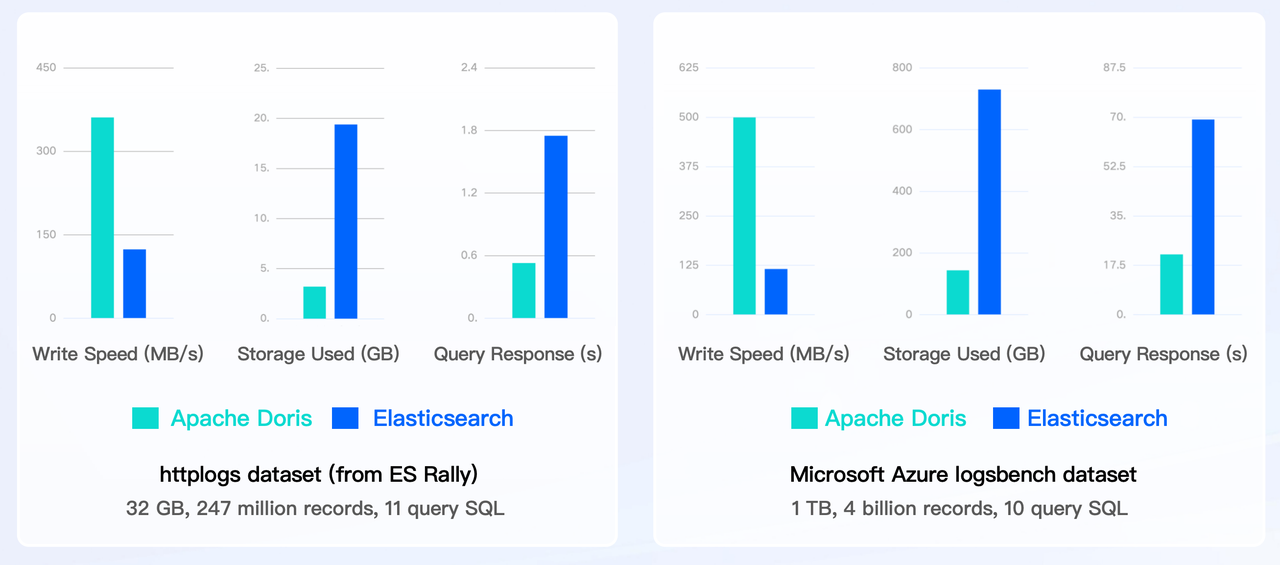 450
300
150
0
Write Speed (MB/s)
25.
20.
15.
10.
5.
0.
Storage Used (GB)
2.4
1.8
1.2
0.6
0.
Query Response (s)
Apache Doris
Elasticsearch
httplogs dataset (from ES Rally)
32 GB, 247 million records, 11 query SQL
625
500
375
250
125
0
Write Speed (MB/s)
800
600
400
200
0
Storage Used (GB)
87.5
70.
52.5
35.
17.5
0.
Query Response (s)
Apache Doris
Elasticsearch
Microsoft Azure logsbench dataset
1 TB, 4 billion records, 10 query SQL